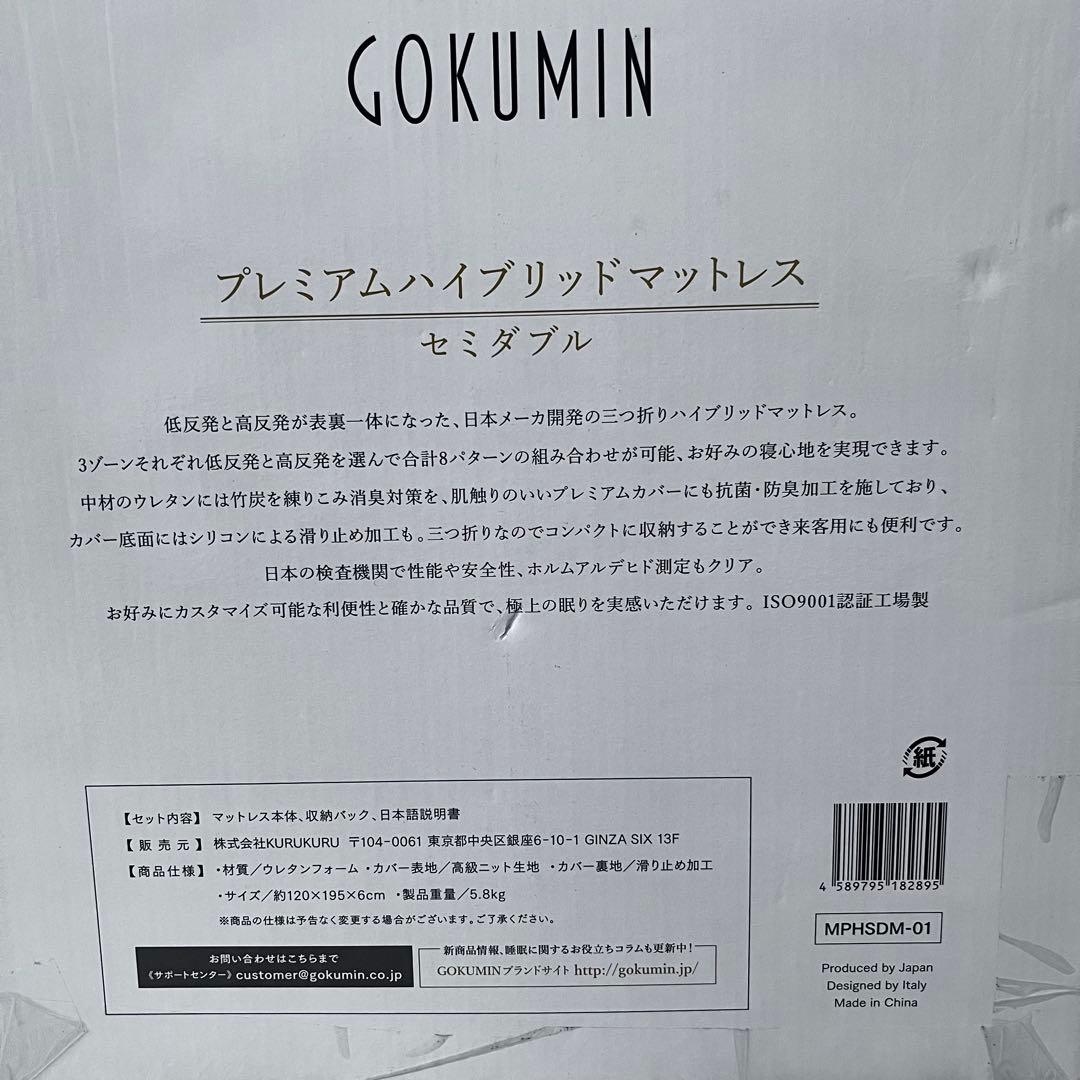 GOKUMIN
プレミアムハイブリッドマットレス
セミダブル
低反発と高反発が表裏一体になった、日本メーカ開発の三つ折りハイブリッドマットレス。
3ゾーンそれぞれ低反発と高反発を選んで合計8パターンの組み合わせが可能、お好みの寝心地を実現できます。
中材のウレタンには竹炭を練りこみ消臭対策を、肌触りのいいプレミアムカバーにも抗菌・防臭加工を施しており、
カバー底面にはシリコンによる滑り止め加工も。三つ折りなのでコンパクトに収納することができ来客用にも便利です。
日本の検査機関で性能や安全性、ホルムアルデヒド測定もクリア。
お好みにカスタマイズ可能な利便性と確かな品質で、極上の眠りを実感いただけます。ISO9001認証工場製
紙
【セット内容】 マットレス本体、収納バック、日本語説明書
【販売元】 株式会社KURUKURU 〒104-0061 東京都中央区銀座6-10-1 GINZA SIX 13F
【商品仕様】 ・材質／ウレタンフォーム ・カバー表地／高級ニット生地 ・カバー裏地／滑り止め加工
・サイズ／約120×195×6cm ・製品重量／5.8kg
※商品の仕様は予告なく変更する場合がございます。ご了承ください。
お問い合わせはこちらまで
《サポートセンター》customer@gokumin.co.jp
新商品情報、睡眠に関するお役立ちコラムも更新中！
GOKUMINブランドサイト http://gokumin.jp/
4 589795 182895
MPHSDM-01
Produced by Japan
Designed by Italy
Made in China